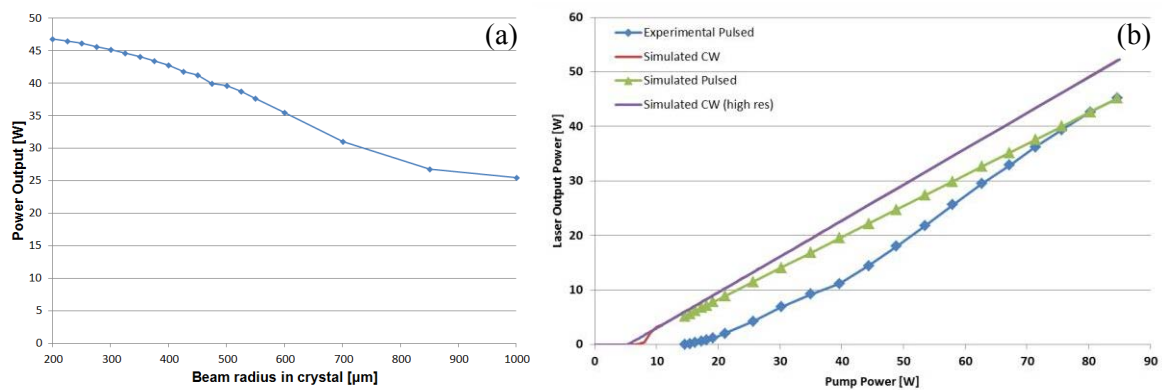 (a)
Power Output [W]
50
45
40
35
30
25
20
15
10
5
0
200 300 400 500 600 700 800 900 1000
Beam radius in crystal [µm]
(b)
Experimental Pulsed
Simulated CW
Simulated Pulsed
Simulated CW (high res)
Laser Output Power [W]
60
50
40
30
20
10
0
0 10 20 30 40 50 60 70 80 90
Pump Power [W]